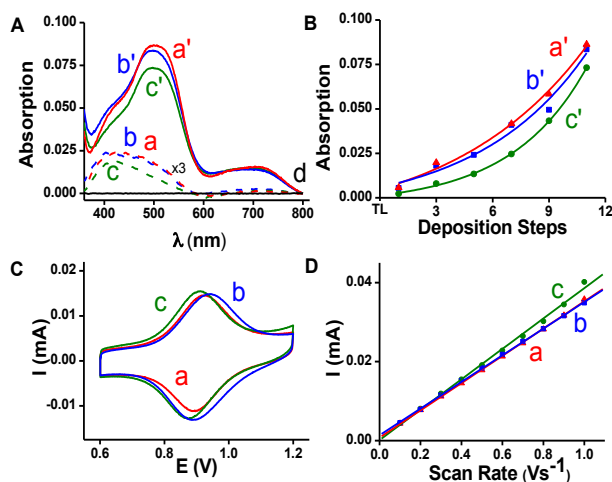 A
0.100
0.075
0.050
0.025
0.000
Absorption
a'
b'
c'
b
a
c
x3
d
400
500
600
700
800
λ (nm)
B
0.100
0.075
0.050
0.025
0.000
Absorption
a'
b'
c'
TL
3
6
9
12
Deposition Steps
C
0.02
0.01
0.00
-0.01
I (mA)
c
b
a
0.6
0.8
1.0
1.2
E (V)
D
0.04
0.02
0.00
I (mA)
c
b
a
0.0
0.2
0.4
0.6
0.8
1.0
Scan Rate (Vs-1)